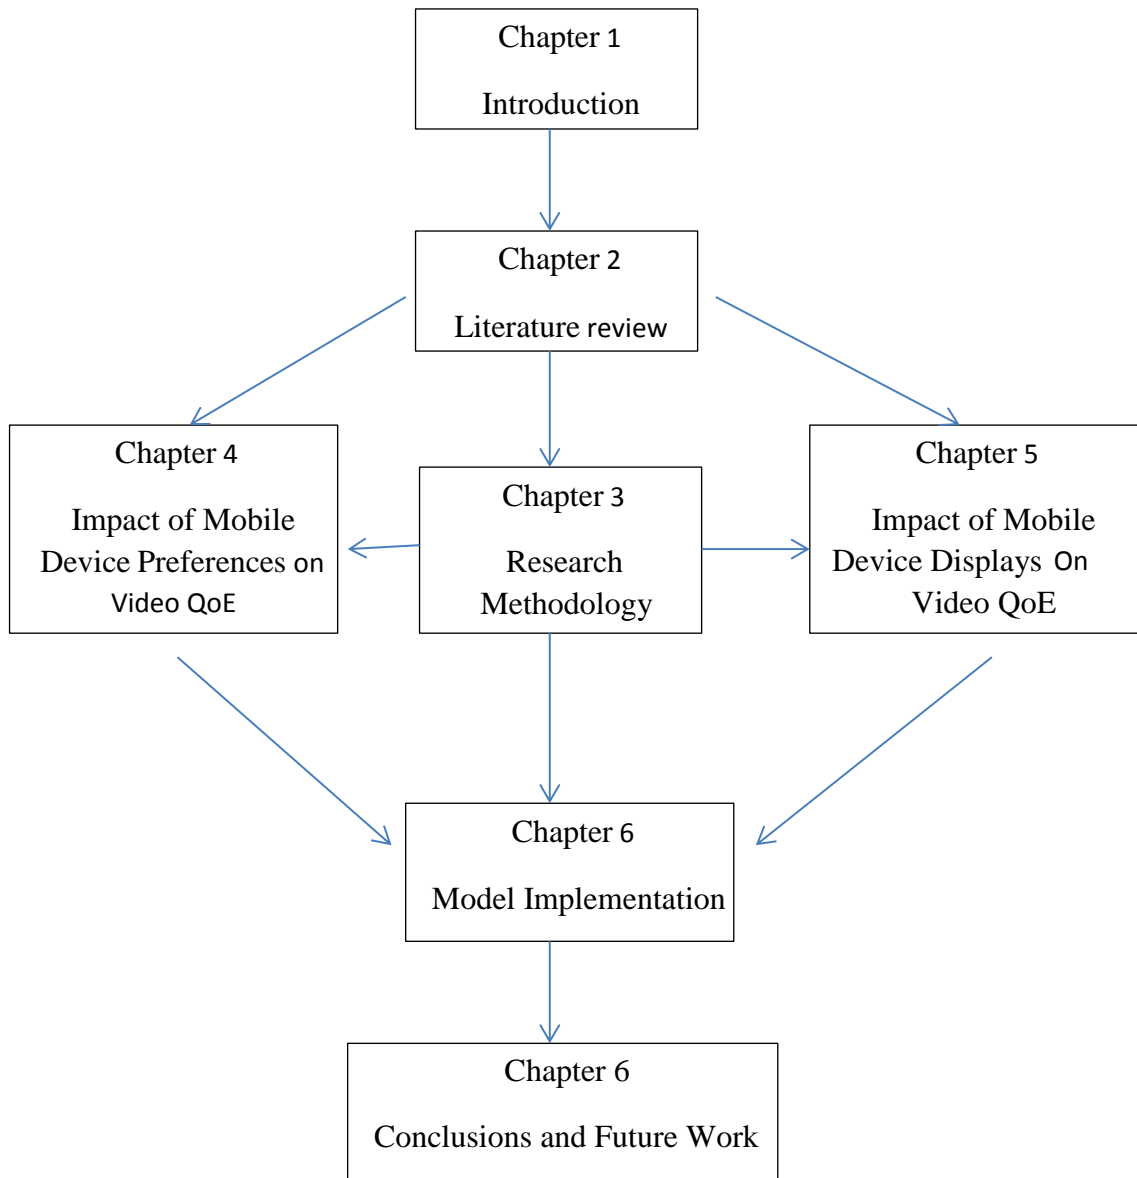 Chapter 1
Introduction
Chapter 2
Literature review
Chapter 4
Impact of Mobile
Device Preferences on
Video QoE
Chapter 3
Research
Methodology
Chapter 5
Impact of Mobile
Device Displays On
Video QoE
Chapter 6
Model Implementation
Chapter 6
Conclusions and Future Work